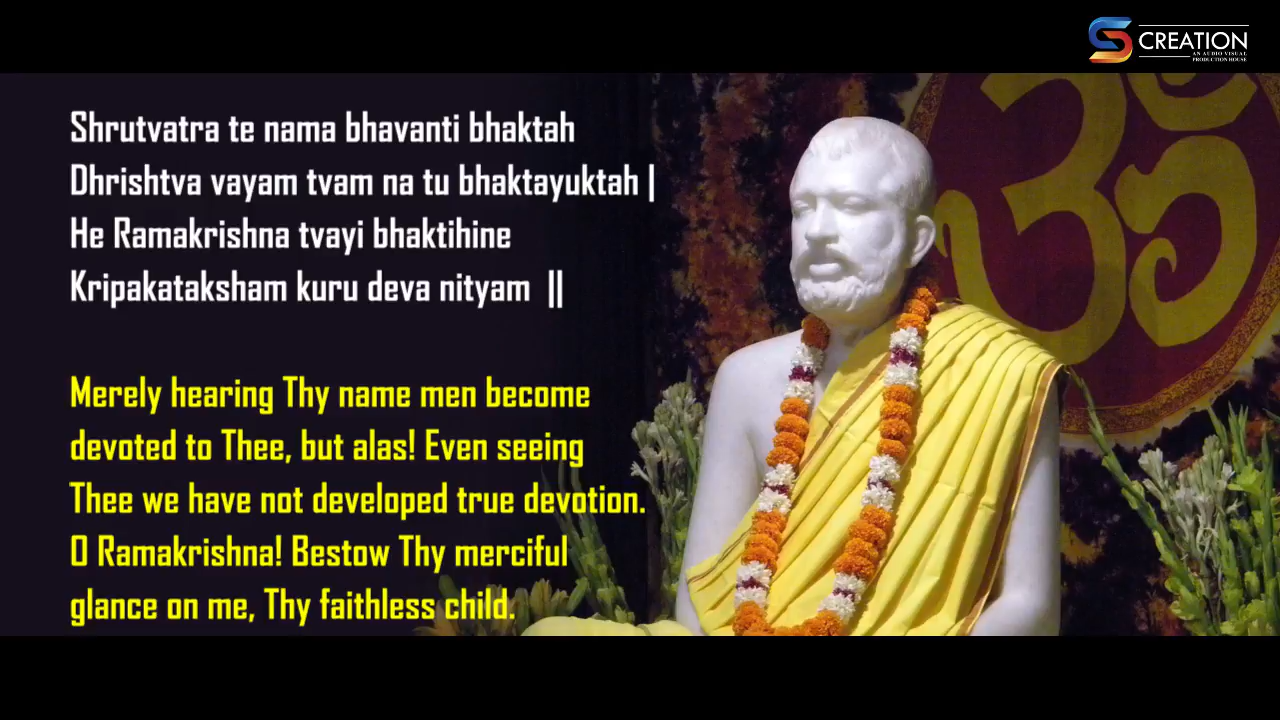 CREATION
AN AUDIO VISUAL
PRODUCTION HOUSE
Shrutvatra te nama bhavanti bhaktah
Dhrishtva vayam tvam na tu bhaktayuktah |
He Ramakrishna tvayi bhaktihine
Kripakataksham kuru deva nityam ||
Merely hearing Thy name men become
devoted to Thee, but alas! Even seeing
Thee we have not developed true devotion.
O Ramakrishna! Bestow Thy merciful
glance on me, Thy faithless child.
ॐ